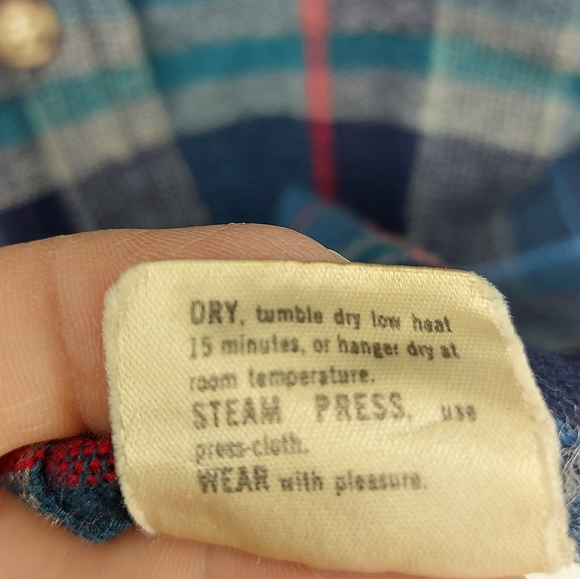 DRY, tumble dry low heat
15 minutes, or hanger dry at
room temperature.
STEAM PRESS, use
press-cloth.
WEAR with pleasure.